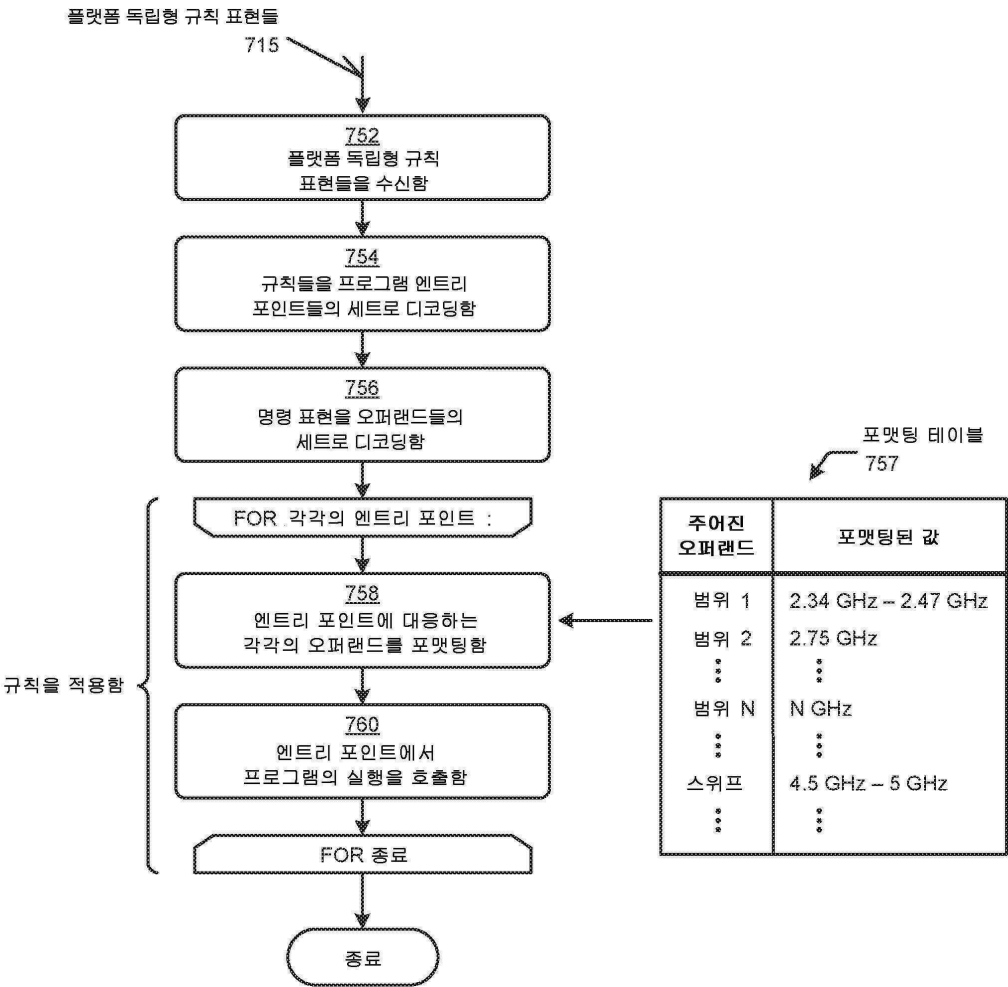 플랫폼 독립형 규칙 표현들
715
752
플랫폼 독립형 규칙
표현들을 수신함
754
규칙들을 프로그램 엔트리
포인트들의 세트로 디코딩함
756
명령 표현을 오퍼랜드들의
세트로 디코딩함
포맷팅 테이블
757
FOR 각각의 엔트리 포인트 :
758
엔트리 포인트에 대응하는
각각의 오퍼랜드를 포맷팅함
규칙을 적용함
760
엔트리 포인트에서
프로그램의 실행을 호출함
FOR 종료
종료
주어진
오퍼랜드
포맷팅된 값
범위 1 2.34 GHz – 2.47 GHz
범위 2 2.75 GHz
범위 N N GHz
스위프 4.5 GHz – 5 GHz